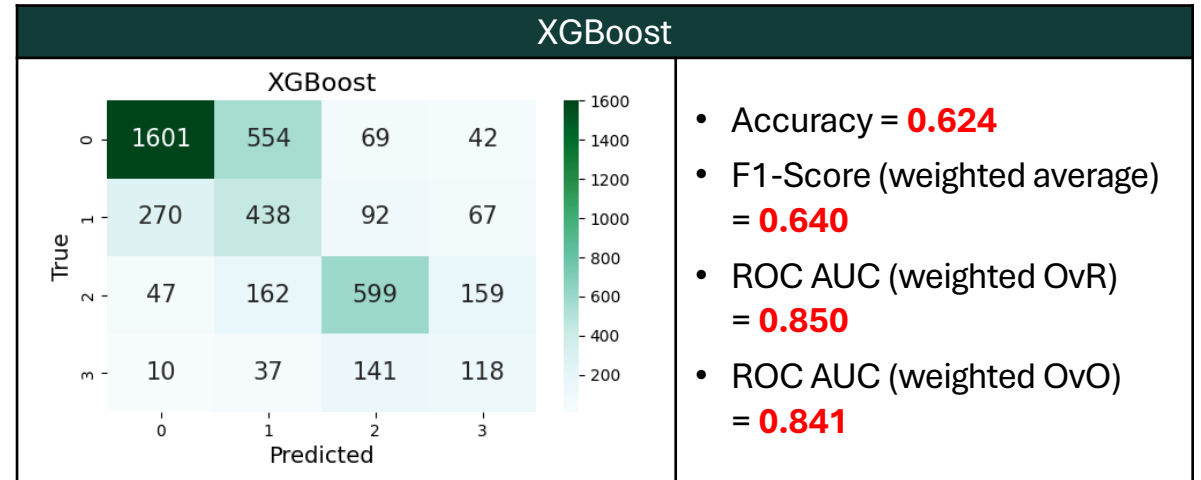 XGBoost
XGBoost
0 1601 554 69 42
1 270 438 92 67
2 47 162 599 159
3 10 37 141 118
True
0 1 2 3
Predicted
1600
1400
1200
1000
800
600
400
200
• Accuracy = 0.624
• F1-Score (weighted average)
= 0.640
• ROC AUC (weighted OvR)
= 0.850
• ROC AUC (weighted OvO)
= 0.841